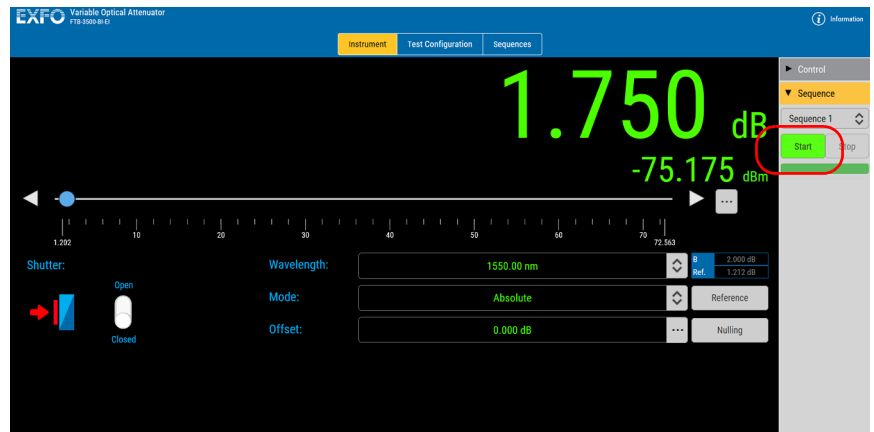 EXFO Variable Optical Attenuator
FTB-3500-BI-EI
Information
Instrument Test Configuration Sequences
Control
Sequence
Sequence 1
Start Stop
1.750 dB
-75.175 dBm
...
1.202 10 20 30 40 50 60 70 72.563
Shutter:
Open
Closed
Wavelength: 1550.00 nm
B 2.000 dB
Ref. 1.212 dB
Mode: Absolute
Reference
Offset: 0.000 dB ...
Nulling